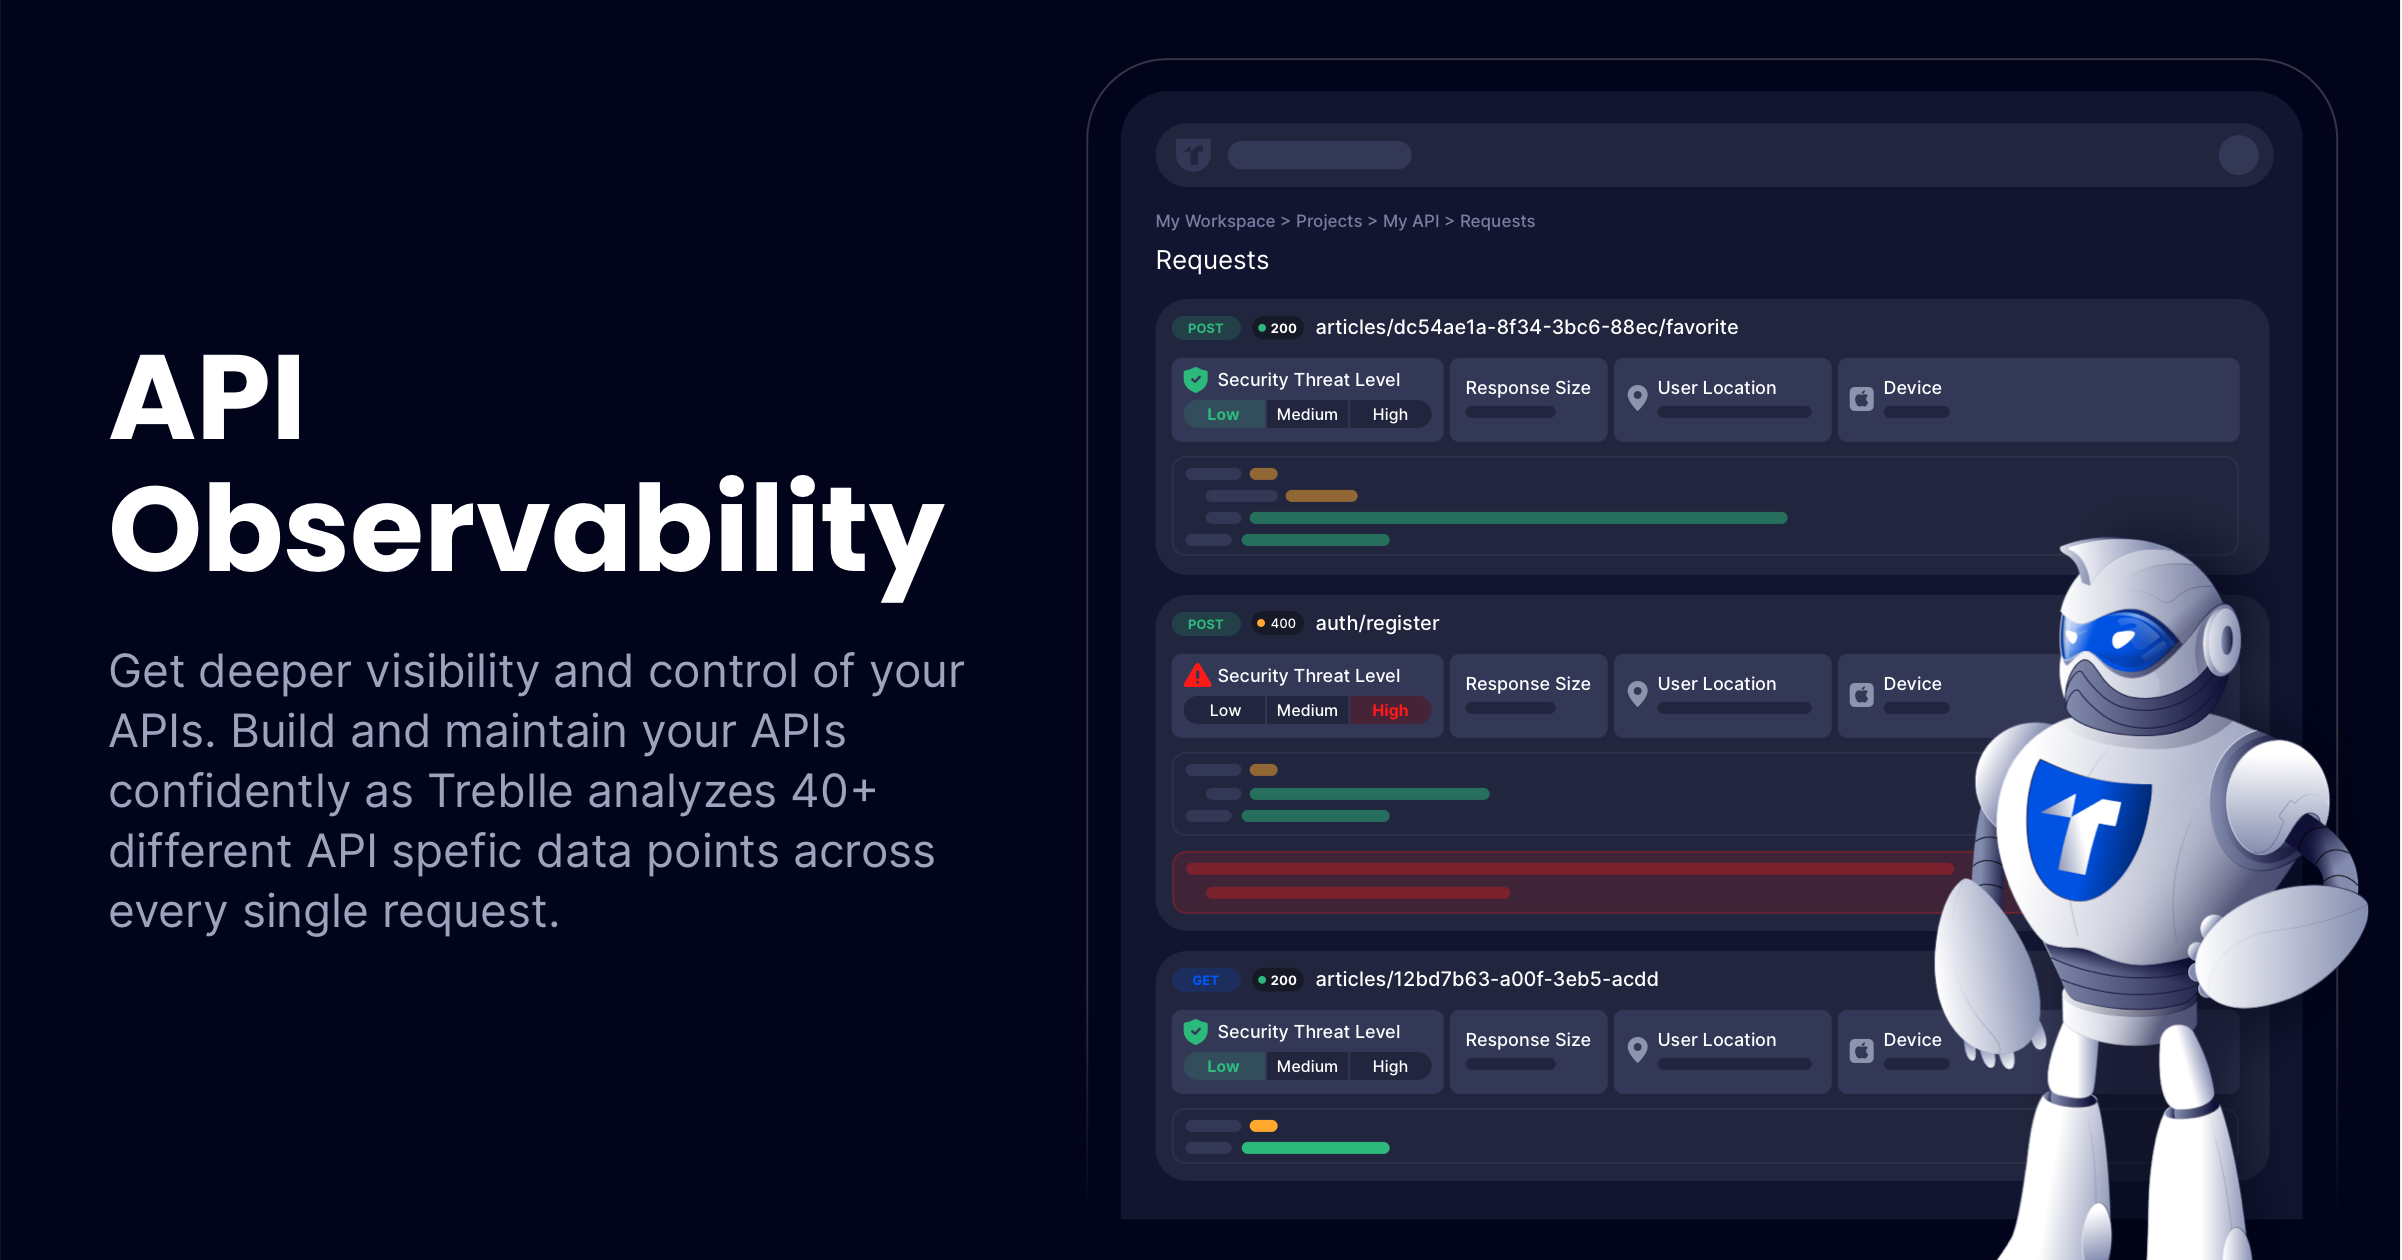 API
Observability
Get deeper visibility and control of your
APIs. Build and maintain your APIs
confidently as Treblle analyzes 40+
different API spefic data points across
every single request.
My Workspace > Projects > My API > Requests
Requests
POST 200 articles/dc54ae1a-8f34-3bc6-88ec/favorite
Security Threat Level Response Size User Location Device
Low Medium High
POST 400 auth/register
Security Threat Level Response Size User Location Device
Low Medium High
GET 200 articles/12bd7b63-a00f-3eb5-acdd
Security Threat Level Response Size User Location Device
Low Medium High